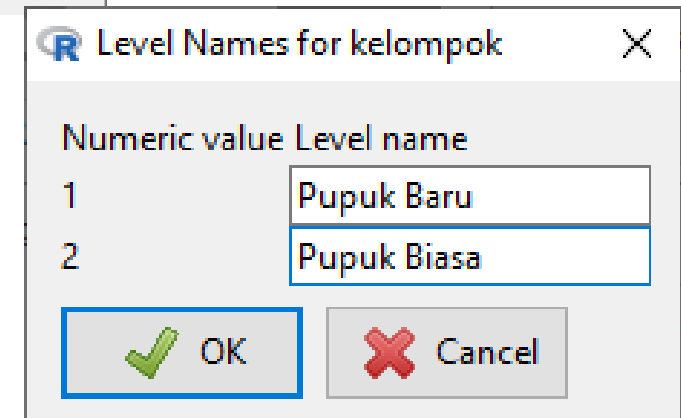 Level Names for kelompok
Numeric value Level name
1 Pupuk Baru
2 Pupuk Biasa
OK Cancel